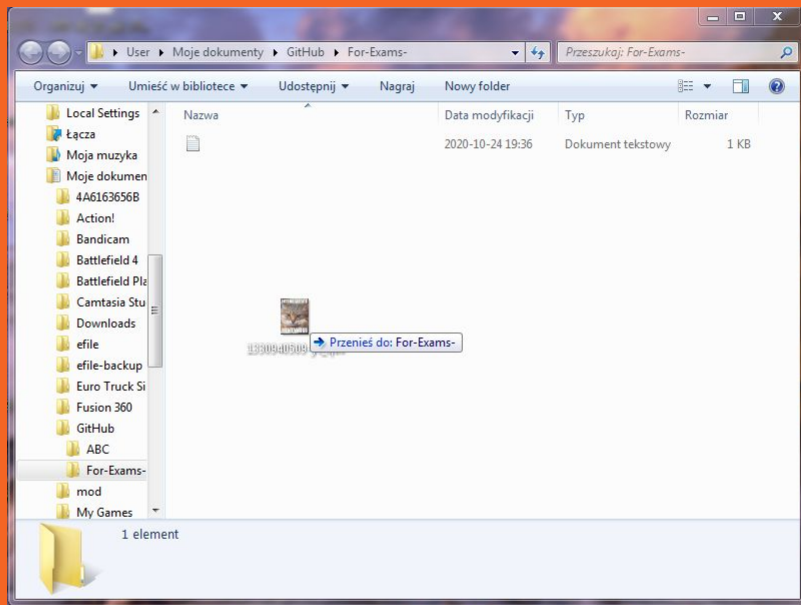 User ▸ Moje dokumenty ▸ GitHub ▸ For-Exams-
Przeszukaj: For-Exams-
Organizuj Umieść w bibliotece Udostępnij Nagraj Nowy folder
Local Settings
Łącza
Moja muzyka
Moje dokumen
4A6163656B
Action!
Bandicam
Battlefield 4
Battlefield Pla
Camtasia Stu
Downloads
efile
efile-backup
Euro Truck Si
Fusion 360
GitHub
ABC
For-Exams-
mod
My Games
Nazwa Data modyfikacji Typ Rozmiar
2020-10-24 19:36 Dokument tekstowy 1 KB
Przenieś do: For-Exams-
1 element